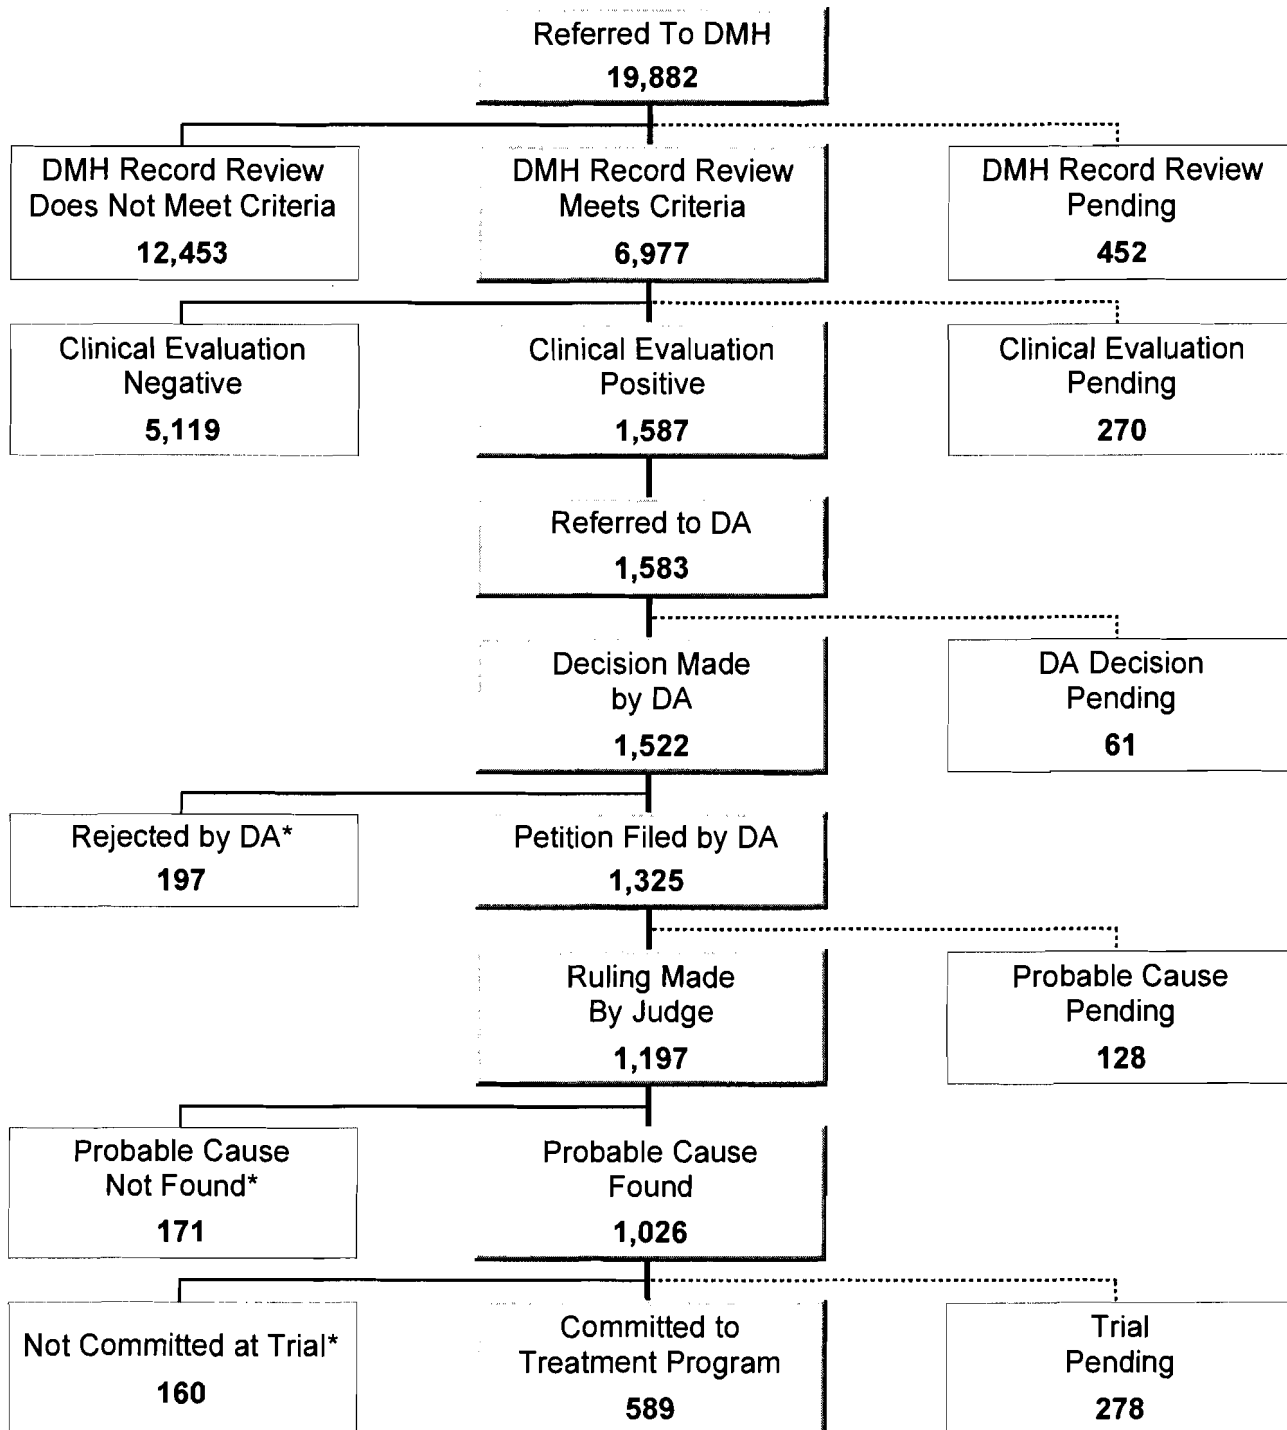 Referred To DMH
19,882
DMH Record Review
Does Not Meet Criteria
12,453
DMH Record Review
Meets Criteria
6,977
DMH Record Review
Pending
452
Clinical Evaluation
Negative
5,119
Clinical Evaluation
Positive
1,587
Clinical Evaluation
Pending
270
Referred to DA
1,583
Decision Made
by DA
1,522
DA Decision
Pending
61
Rejected by DA*
197
Petition Filed by DA
1,325
Ruling Made
By Judge
1,197
Probable Cause
Pending
128
Probable Cause
Not Found*
171
Probable Cause
Found
1,026
Not Committed at Trial*
160
Committed to
Treatment Program
589
Trial
Pending
278